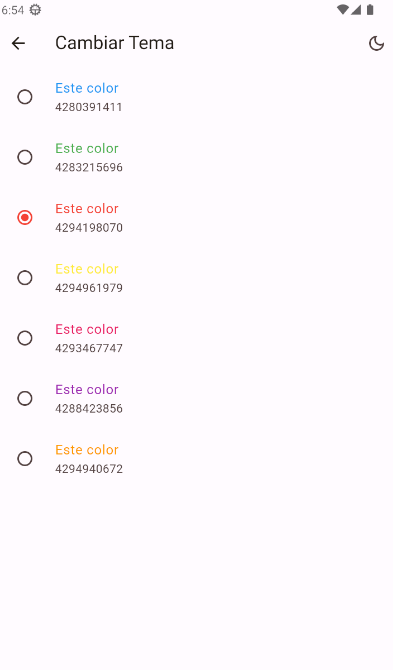 6:54
Cambiar Tema
Este color
4280391411
Este color
4283215696
Este color
4294198070
Este color
4294961979
Este color
4293467747
Este color
4288423856
Este color
4294940672